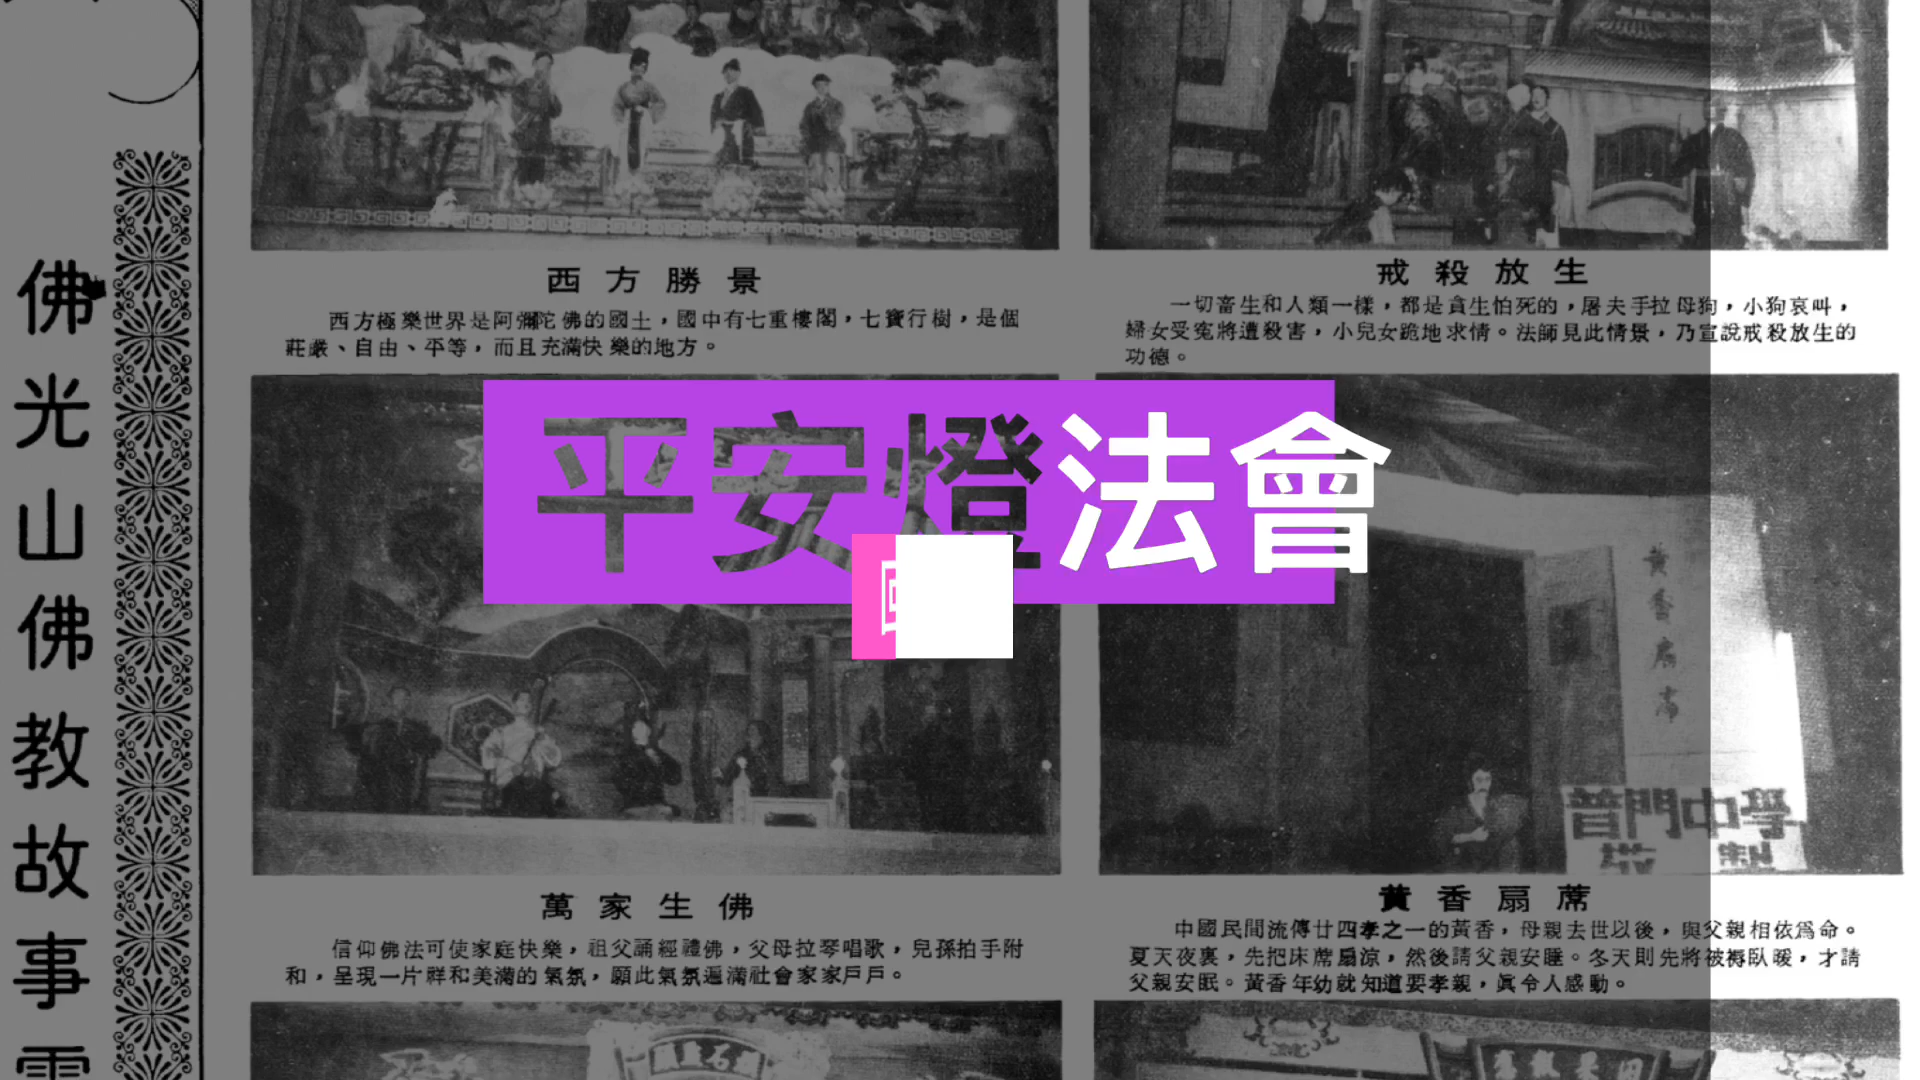 佛光山佛教故事
西方勝景
西方極樂世界是阿彌陀佛的國土，國中有七重樓閣，七寶行樹，是個
莊嚴、自由、平等，而且充滿快樂的地方。
戒殺放生
一切畜生和人類一樣，都是貪生怕死的，屠夫手拉母狗，小狗哀叫，
婦女受寃將遭殺害，小兒女跪地求情。法師見此情景，乃宣說戒殺放生的
功德。
平安燈法會
黃香扇蓆
普門中學
萬家生佛
信仰佛法可使家庭快樂，祖父誦經禮佛，父母拉琴唱歌，兒孫拍手附
和，呈現一片祥和美滿的氣氛，願此氣氛遍滿社會家家戶戶。
黃香扇蓆
中國民間流傳廿四孝之一的黃香，母親去世以後，與父親相依爲命。
夏天夜裏，先把床蓆扇涼，然後請父親安睡。冬天則先將被褥臥暖，才請
父親安眠。黃香年幼就知道要孝親，眞令人感動。